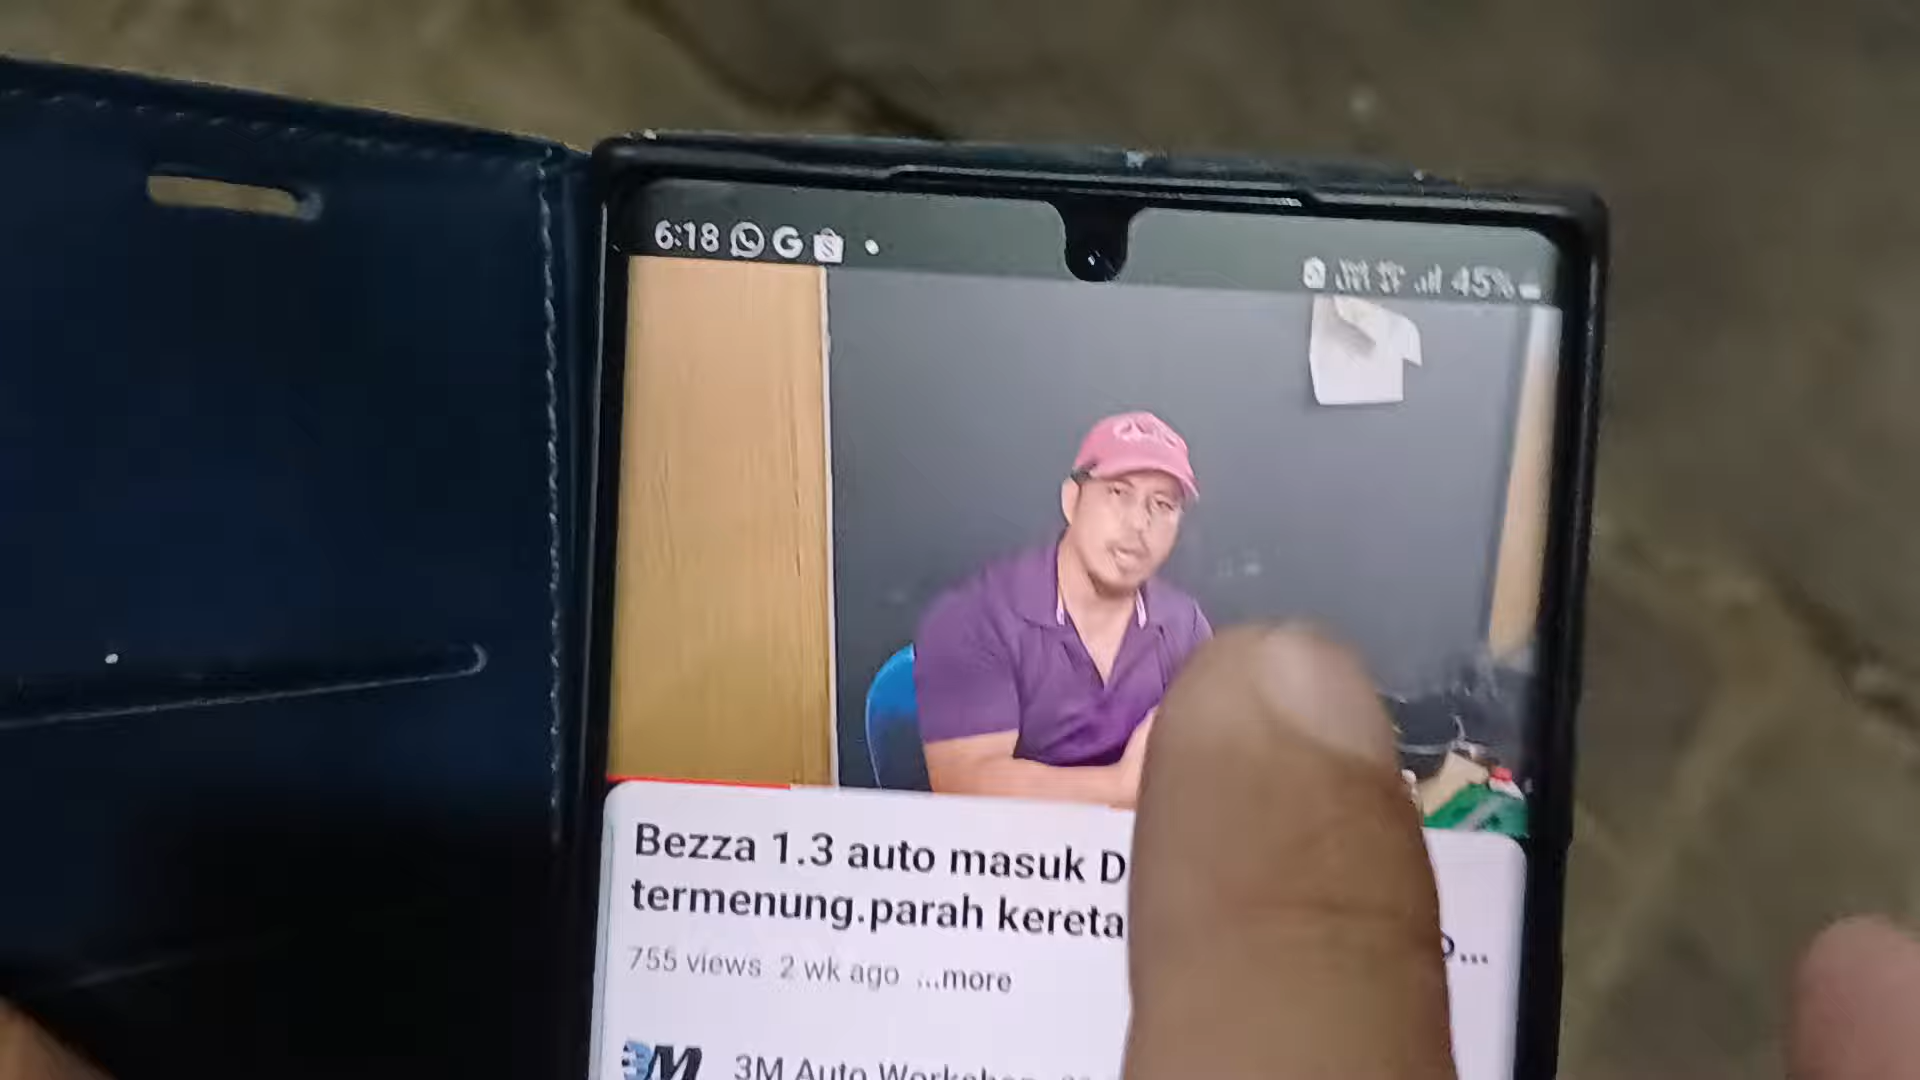 6:18
45%
Bezza 1.3 auto masuk D
termenung.parah kereta
755 views 2 wk ago ...more
3M 3M Auto Workshop